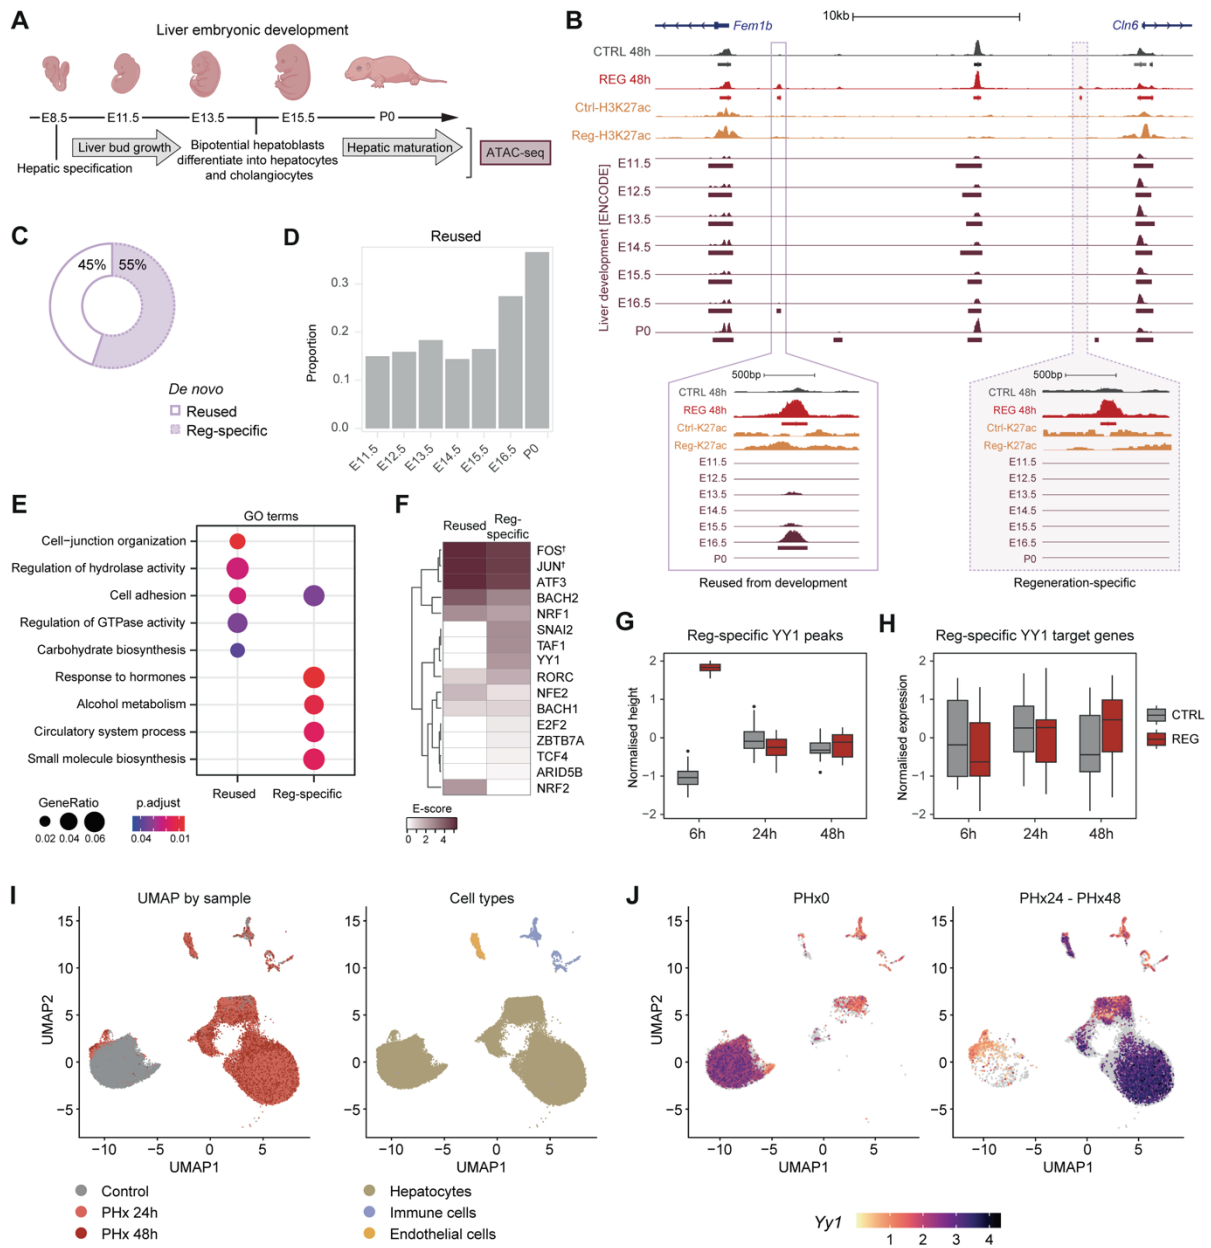 A
Liver embryonic development
E8.5 E11.5 E13.5 E15.5 P0
Liver bud growth
Hepatic specification
Bipotential hepatoblasts
differentiate into hepatocytes
and cholangiocytes
Hepatic maturation
ATAC-seq
B
10kb
Fem1b
Cln6
CTRL 48h
REG 48h
Ctrl-H3K27ac
Reg-H3K27ac
Liver development [ENCODE]
E11.5
E12.5
E13.5
E14.5
E15.5
E16.5
P0
500bp
CTRL 48h
REG 48h
Ctrl-K27ac
Reg-K27ac
E11.5
E12.5
E13.5
E14.5
E15.5
E16.5
P0
Reused from development
500bp
CTRL 48h
REG 48h
Ctrl-K27ac
Reg-K27ac
E11.5
E12.5
E13.5
E14.5
E15.5
E16.5
P0
Regeneration-specific
C
45% 55%
De novo
Reused
Reg-specific
D
Reused
Proportion
0.3
0.2
0.1
0.0
E11.5 E12.5 E13.5 E14.5 E15.5 E16.5 P0
E
GO terms
Cell−junction organization
Regulation of hydrolase activity
Cell adhesion
Regulation of GTPase activity
Carbohydrate biosynthesis
Response to hormones
Alcohol metabolism
Circulatory system process
Small molecule biosynthesis
Reused Reg-specific
GeneRatio
0.02 0.04 0.06
p.adjust
0.04 0.01
F
Reused
Reg-
specific
FOS†
JUN†
ATF3
BACH2
NRF1
SNAI2
TAF1
YY1
RORC
NFE2
BACH1
E2F2
ZBTB7A
TCF4
ARID5B
NRF2
E-score
0 2 4
G
Reg-specific YY1 peaks
Normalised height
2
1
0
−1
−2
6h 24h 48h
H
Reg-specific YY1 target genes
Normalised expression
2
1
0
−1
−2
6h 24h 48h
CTRL
REG
I
UMAP by sample
UMAP2
15
10
5
0
−5
−10 −5 0 5
UMAP1
Control
PHx 24h
PHx 48h
Cell types
15
10
5
0
−5
−10 −5 0 5
UMAP1
Hepatocytes
Immune cells
Endothelial cells
J
PHx0
UMAP2
15
10
5
0
−5
−10 −5 0 5
UMAP1
PHx24 - PHx48
15
10
5
0
−5
−10 −5 0 5
UMAP1
Yy1
1 2 3 4